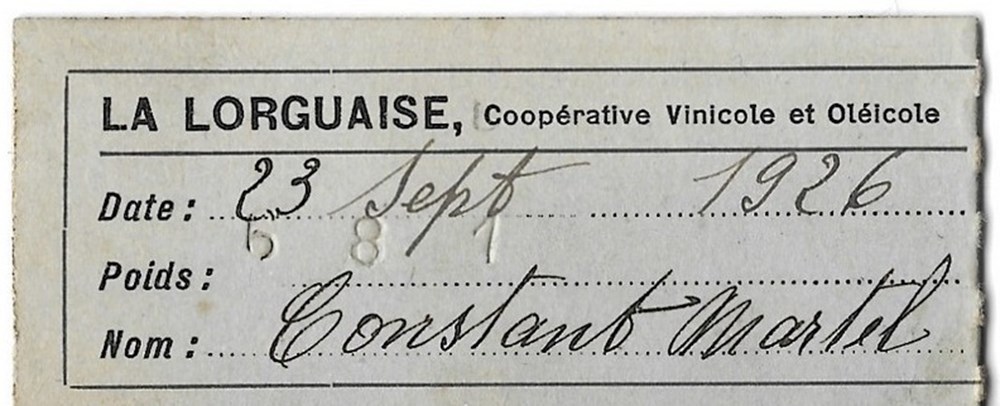 LA LORGUAISE, Coopérative Vinicole et Oléicole
Date : 23 Sept 1926
6 8 1
Poids :
Nom : Constant Martel